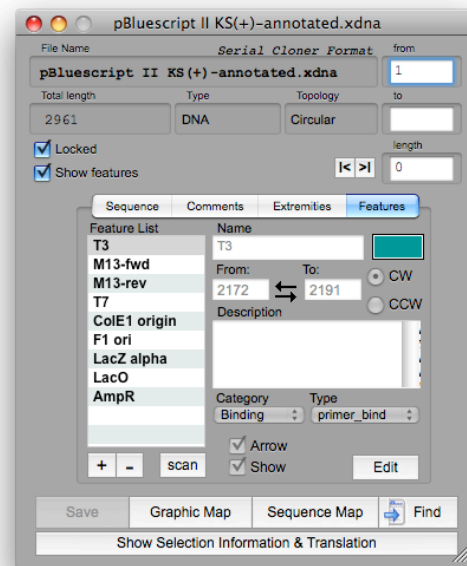 pBluescript II KS(+)-annotated.xdna
File Name Serial Cloner Format from
pBluescript II KS(+)-annotated.xdna 1
Total length Type Topology to
2961 DNA Circular
Locked length
Show features |< >| 0
Sequence Comments Extremities Features
Feature List Name
T3 T3
M13-fwd From: To: CW
M13-rev 2172 2191
T7 Description CCW
ColE1 origin
F1 ori
LacZ alpha
LacO
AmpR Category Type
Binding primer_bind
Arrow
+ - scan Show Edit
Save Graphic Map Sequence Map Find
Show Selection Information & Translation